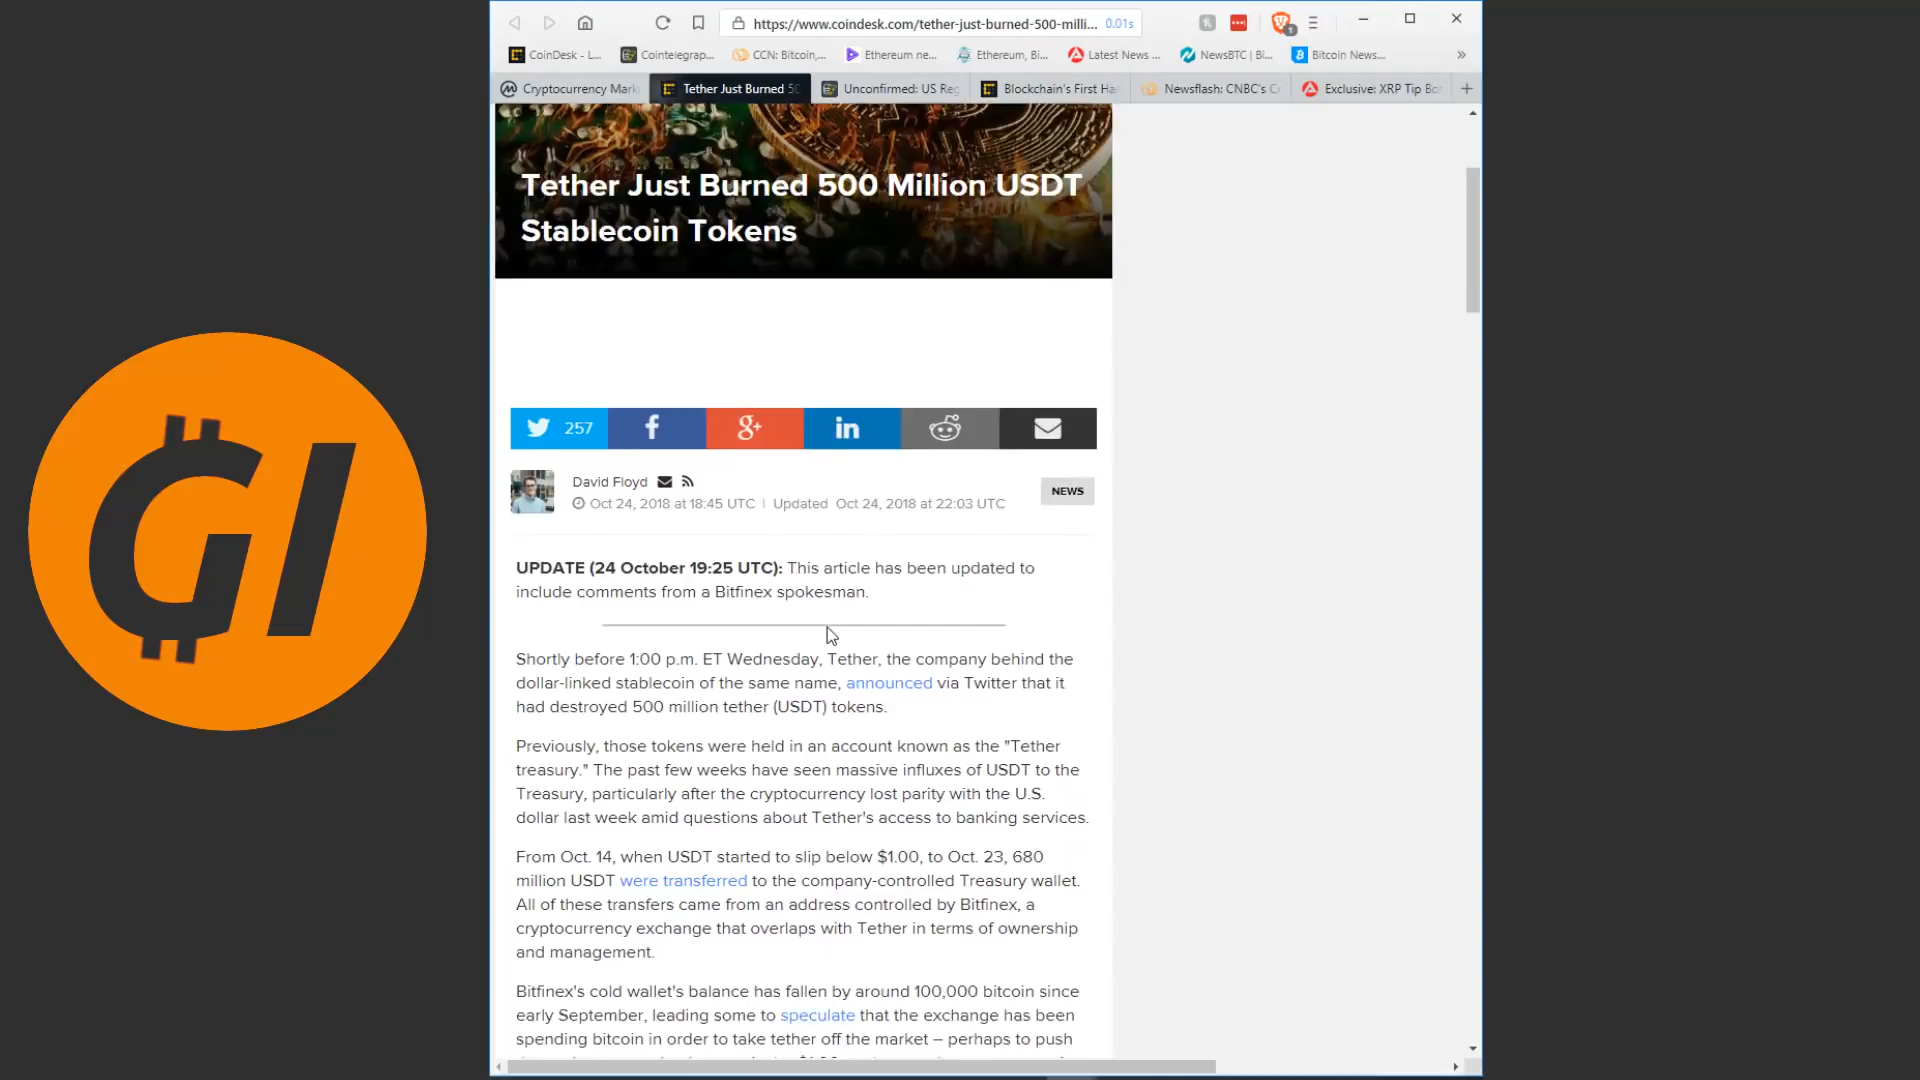 https://www.coindesk.com/tether-just-burned-500-milli... 0.01s
1
CoinDesk - L... Cointelegrap... CCN: Bitcoin,... Ethereum ne... Ethereum, Bi... Latest News ... NewsBTC | Bi... Bitcoin News... »
Cryptocurrency Mark Tether Just Burned 50 Unconfirmed: US Reg Blockchain's First Ha Newsflash: CNBC's Cr Exclusive: XRP Tip Bo
Tether Just Burned 500 Million USDT
Stablecoin Tokens
257 f g+ in
David Floyd
Oct 24, 2018 at 18:45 UTC | Updated Oct 24, 2018 at 22:03 UTC
NEWS
UPDATE (24 October 19:25 UTC): This article has been updated to
include comments from a Bitfinex spokesman.
Shortly before 1:00 p.m. ET Wednesday, Tether, the company behind the
dollar-linked stablecoin of the same name, announced via Twitter that it
had destroyed 500 million tether (USDT) tokens.
Previously, those tokens were held in an account known as the "Tether
treasury." The past few weeks have seen massive influxes of USDT to the
Treasury, particularly after the cryptocurrency lost parity with the U.S.
dollar last week amid questions about Tether's access to banking services.
From Oct. 14, when USDT started to slip below $1.00, to Oct. 23, 680
million USDT were transferred to the company-controlled Treasury wallet.
All of these transfers came from an address controlled by Bitfinex, a
cryptocurrency exchange that overlaps with Tether in terms of ownership
and management.
Bitfinex's cold wallet's balance has fallen by around 100,000 bitcoin since
early September, leading some to speculate that the exchange has been
spending bitcoin in order to take tether off the market – perhaps to push
GI